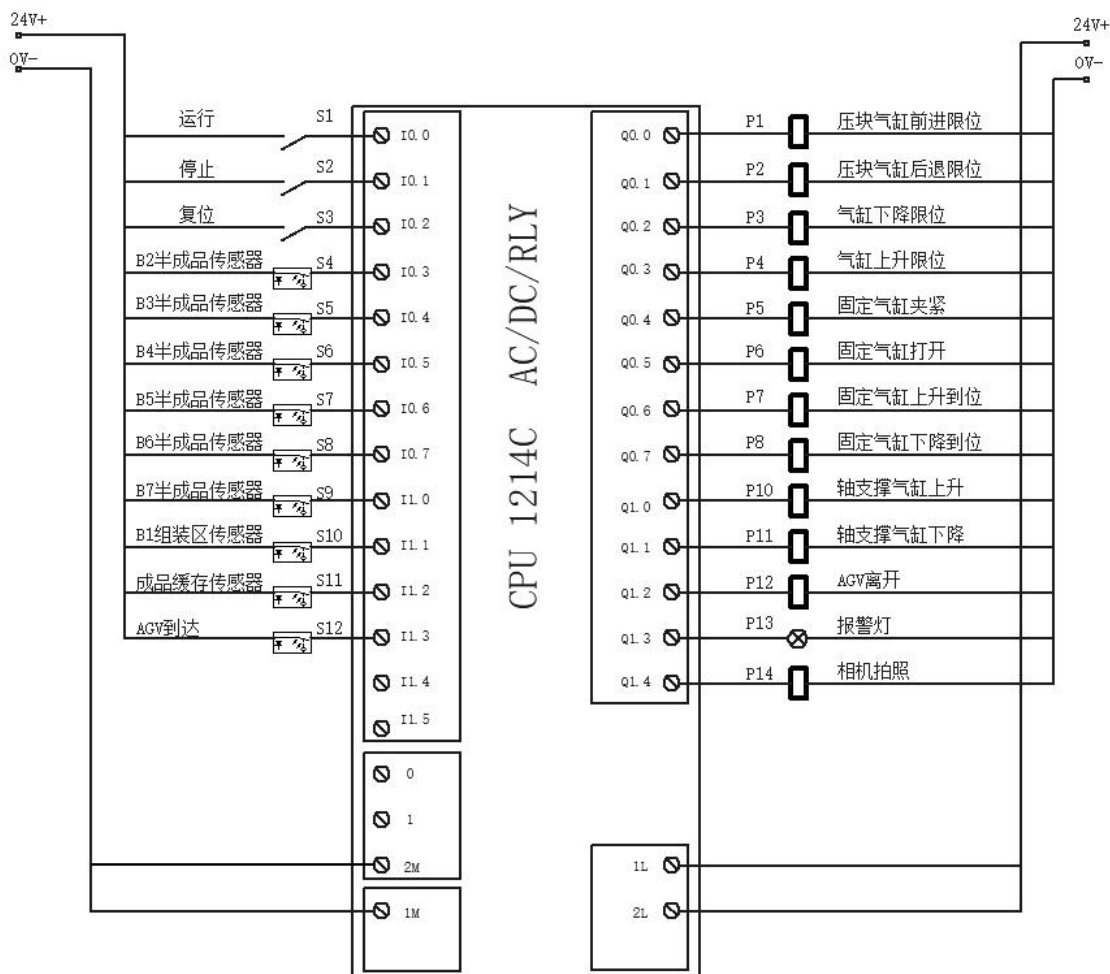 24V+
0V-
24V+
0V-
运行 S1 I0.0
停止 S2 I0.1
复位 S3 I0.2
B2半成品传感器 S4 I0.3
B3半成品传感器 S5 I0.4
B4半成品传感器 S6 I0.5
B5半成品传感器 S7 I0.6
B6半成品传感器 S8 I0.7
B7半成品传感器 S9 I1.0
B1组装区传感器 S10 I1.1
成品缓存传感器 S11 I1.2
AGV到达 S12 I1.3
I1.4
I1.5
0
1
2M
1M
CPU 1214C AC/DC/RLY
Q0.0 P1 压块气缸前进限位
Q0.1 P2 压块气缸后退限位
Q0.2 P3 气缸下降限位
Q0.3 P4 气缸上升限位
Q0.4 P5 固定气缸夹紧
Q0.5 P6 固定气缸打开
Q0.6 P7 固定气缸上升到位
Q0.7 P8 固定气缸下降到位
Q1.0 P10 轴支撑气缸上升
Q1.1 P11 轴支撑气缸下降
Q1.2 P12 AGV离开
Q1.3 P13 报警灯
Q1.4 P14 相机拍照
1L
2L